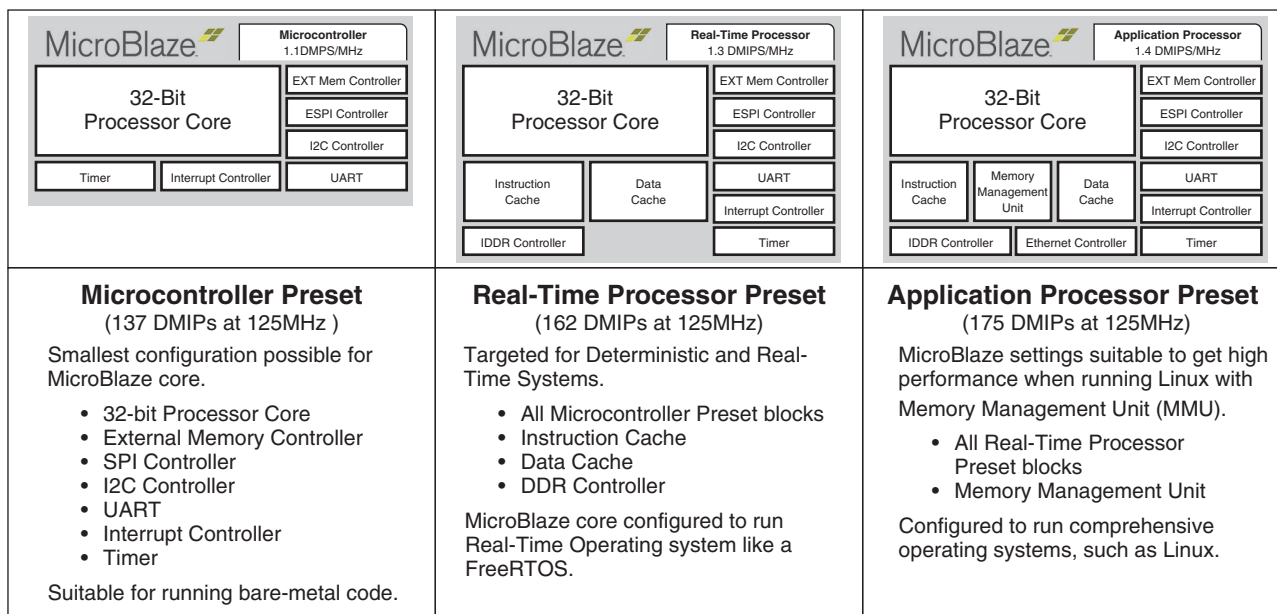 MicroBlaze
Microcontroller
1.1DMPS/MHz
32-Bit
Processor Core
EXT Mem Controller
ESPI Controller
I2C Controller
Timer
Interrupt Controller
UART
MicroBlaze
Real-Time Processor
1.3 DMIPS/MHz
32-Bit
Processor Core
EXT Mem Controller
ESPI Controller
I2C Controller
Instruction
Cache
Data
Cache
UART
Interrupt Controller
IDDR Controller
Timer
MicroBlaze
Application Processor
1.4 DMIPS/MHz
32-Bit
Processor Core
EXT Mem Controller
ESPI Controller
I2C Controller
Instruction
Cache
Memory
Management
Unit
Data
Cache
UART
Interrupt Controller
IDDR Controller
Ethernet Controller
Timer
Microcontroller Preset
(137 DMIPs at 125MHz )
Smallest configuration possible for
MicroBlaze core.
• 32-bit Processor Core
• External Memory Controller
• SPI Controller
• I2C Controller
• UART
• Interrupt Controller
• Timer
Suitable for running bare-metal code.
Real-Time Processor Preset
(162 DMIPs at 125MHz)
Targeted for Deterministic and Real-
Time Systems.
• All Microcontroller Preset blocks
• Instruction Cache
• Data Cache
• DDR Controller
MicroBlaze core configured to run
Real-Time Operating system like a
FreeRTOS.
Application Processor Preset
(175 DMIPs at 125MHz)
MicroBlaze settings suitable to get high
performance when running Linux with
Memory Management Unit (MMU).
• All Real-Time Processor
Preset blocks
• Memory Management Unit
Configured to run comprehensive
operating systems, such as Linux.